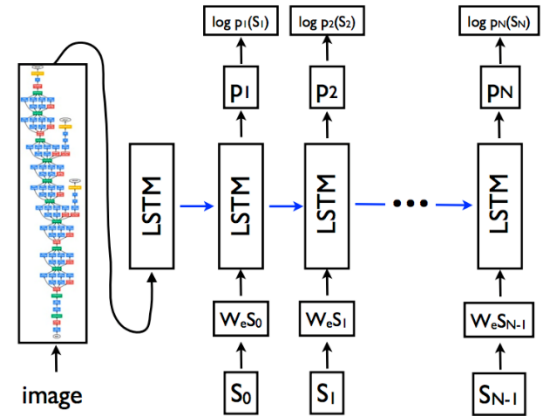 log p₁(S₁) log p₂(S₂) log pN(SN)
p₁ p₂ pN
LSTM LSTM LSTM LSTM
WeS₀ WeS₁ WeSN-1
image S₀ S₁ SN-1